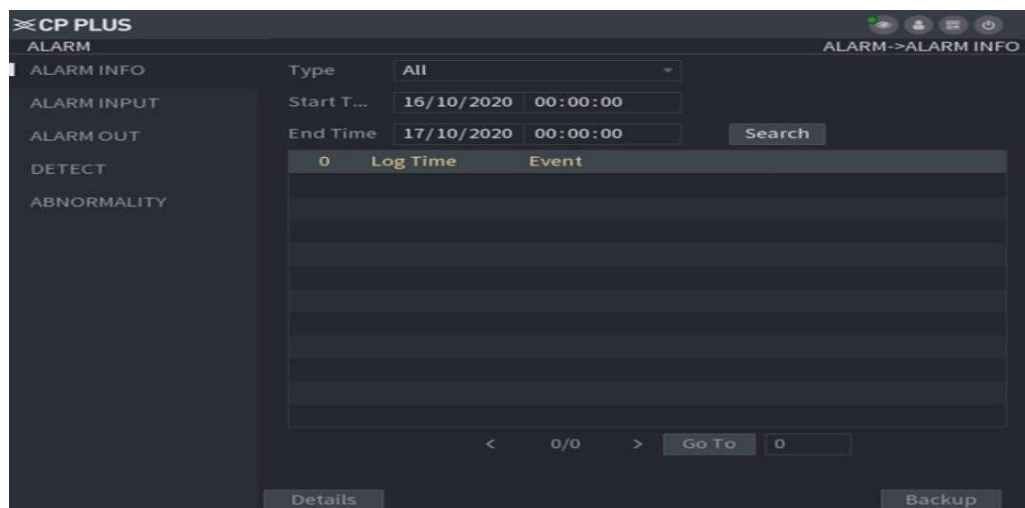 CP PLUS
ALARM
ALARM->ALARM INFO
ALARM INFO
ALARM INPUT
ALARM OUT
DETECT
ABNORMALITY
Type All
Start T... 16/10/2020 00:00:00
End Time 17/10/2020 00:00:00 Search
0 Log Time Event
< 0/0 > Go To 0
Details Backup